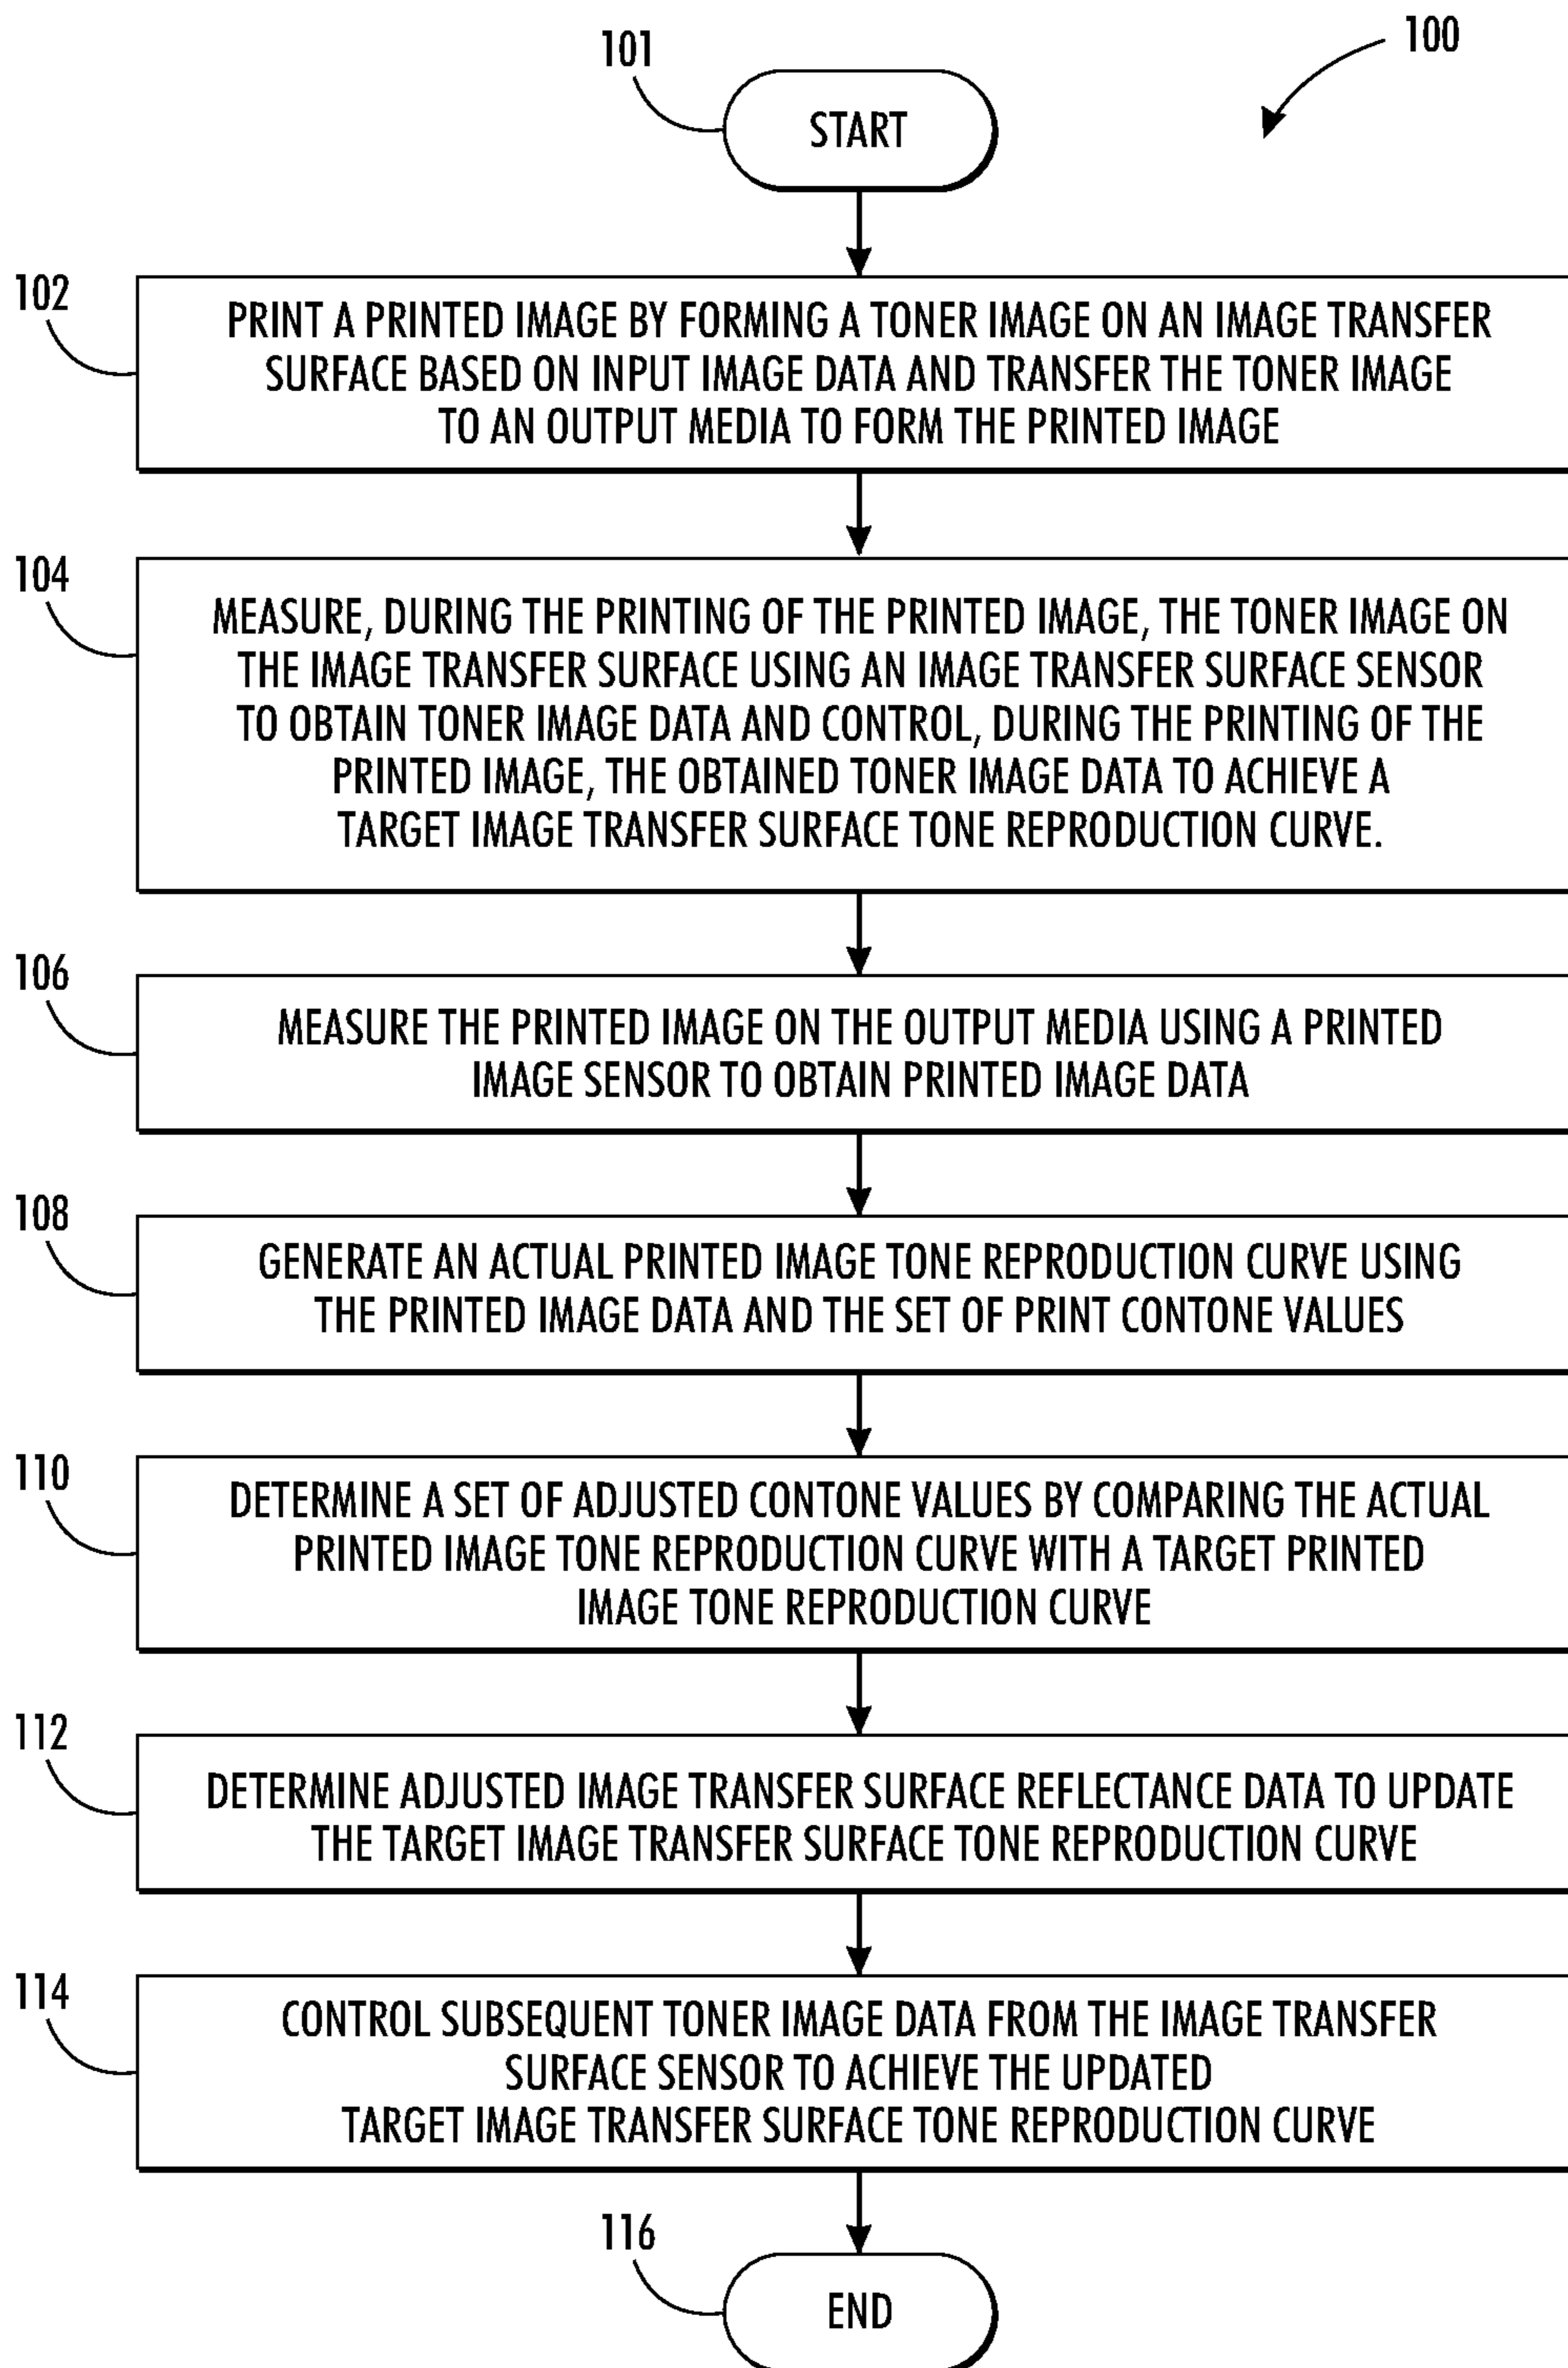 100
101
START
102
PRINT A PRINTED IMAGE BY FORMING A TONER IMAGE ON AN IMAGE TRANSFER
SURFACE BASED ON INPUT IMAGE DATA AND TRANSFER THE TONER IMAGE
TO AN OUTPUT MEDIA TO FORM THE PRINTED IMAGE
104
MEASURE, DURING THE PRINTING OF THE PRINTED IMAGE, THE TONER IMAGE ON
THE IMAGE TRANSFER SURFACE USING AN IMAGE TRANSFER SURFACE SENSOR
TO OBTAIN TONER IMAGE DATA AND CONTROL, DURING THE PRINTING OF THE
PRINTED IMAGE, THE OBTAINED TONER IMAGE DATA TO ACHIEVE A
TARGET IMAGE TRANSFER SURFACE TONE REPRODUCTION CURVE.
106
MEASURE THE PRINTED IMAGE ON THE OUTPUT MEDIA USING A PRINTED
IMAGE SENSOR TO OBTAIN PRINTED IMAGE DATA
108
GENERATE AN ACTUAL PRINTED IMAGE TONE REPRODUCTION CURVE USING
THE PRINTED IMAGE DATA AND THE SET OF PRINT CONTONE VALUES
110
DETERMINE A SET OF ADJUSTED CONTONE VALUES BY COMPARING THE ACTUAL
PRINTED IMAGE TONE REPRODUCTION CURVE WITH A TARGET PRINTED
IMAGE TONE REPRODUCTION CURVE
112
DETERMINE ADJUSTED IMAGE TRANSFER SURFACE REFLECTANCE DATA TO UPDATE
THE TARGET IMAGE TRANSFER SURFACE TONE REPRODUCTION CURVE
114
CONTROL SUBSEQUENT TONER IMAGE DATA FROM THE IMAGE TRANSFER
SURFACE SENSOR TO ACHIEVE THE UPDATED
TARGET IMAGE TRANSFER SURFACE TONE REPRODUCTION CURVE
116
END